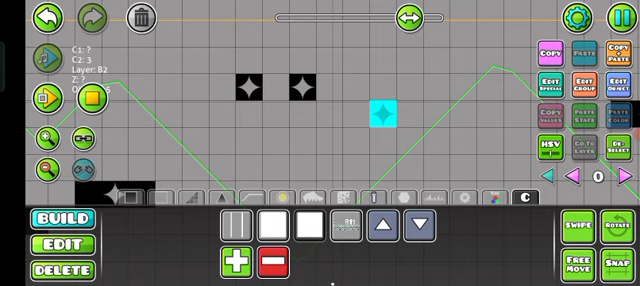 C1: ?
C2: 3
Layer: B2
Z: ?
COPY
PASTE
COPY
+
PASTE
EDIT
SPECIAL
EDIT
GROUP
EDIT
OBJECT
COPY
VALUES
PASTE
STATE
PASTE
COLOR
HSV
GO TO
LAYER
DE-
SELECT
0
BUILD
EDIT
DELETE
SWIPE
ROTATE
FREE
MOVE
SNAP